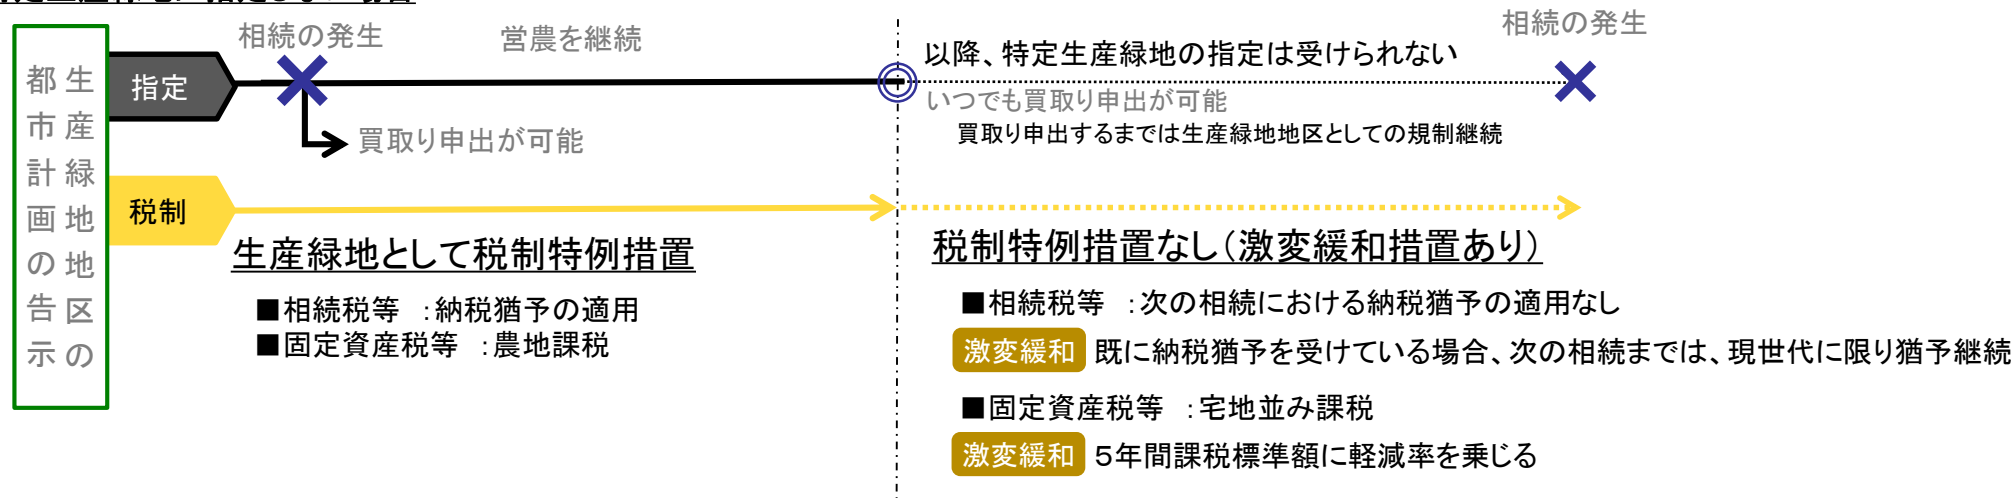 生産緑地地区の
都市計画の告示
指定
相続の発生
営農を継続
買取り申出が可能
以降、特定生産緑地の指定は受けられない
相続の発生
いつでも買取り申出が可能
買取り申出するまでは生産緑地地区としての規制継続
税制
生産緑地として税制特例措置
■相続税等　：納税猶予の適用
■固定資産税等　：農地課税
税制特例措置なし（激変緩和措置あり）
■相続税等　：次の相続における納税猶予の適用なし
激変緩和 既に納税猶予を受けている場合、次の相続までは、現世代に限り猶予継続
■固定資産税等　：宅地並み課税
激変緩和 ５年間課税標準額に軽減率を乗じる